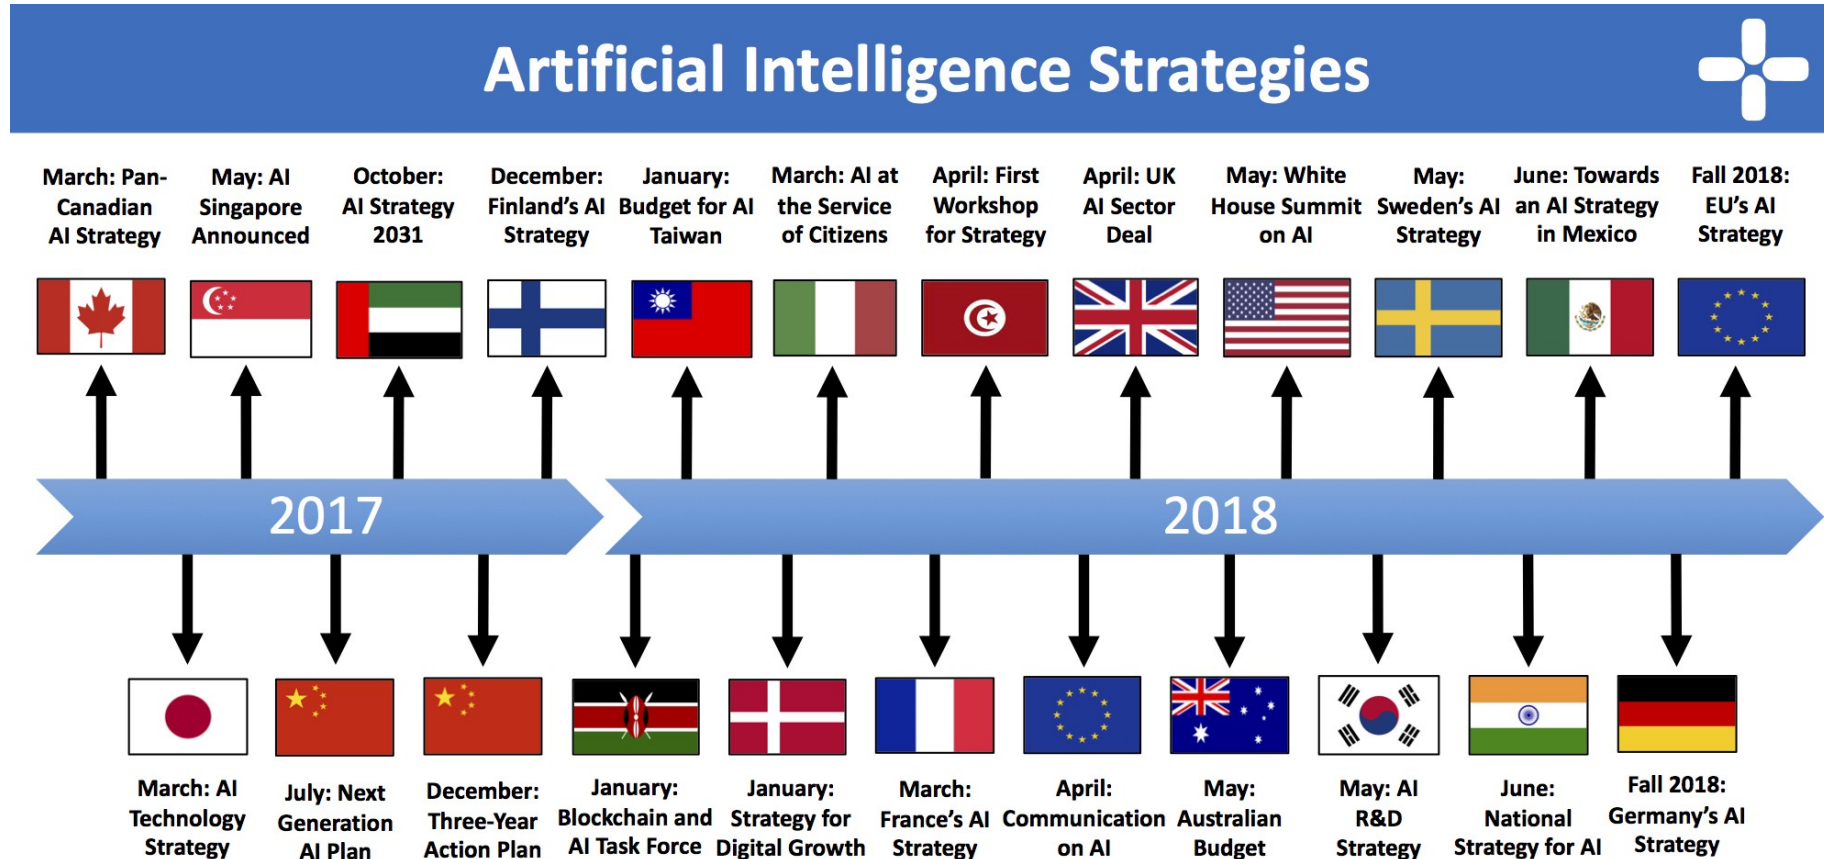 Artificial Intelligence Strategies
March: Pan-
Canadian
AI Strategy
May: AI
Singapore
Announced
October:
AI Strategy
2031
December:
Finland's AI
Strategy
January:
Budget for AI
Taiwan
March: AI at
the Service
of Citizens
April: First
Workshop
for Strategy
April: UK
AI Sector
Deal
May: White
House Summit
on AI
May:
Sweden's AI
Strategy
June: Towards
an AI Strategy
in Mexico
Fall 2018:
EU's AI
Strategy
2017
2018
March: AI
Technology
Strategy
July: Next
Generation
AI Plan
December:
Three-Year
Action Plan
January:
Blockchain and
AI Task Force
January:
Strategy for
Digital Growth
March:
France's AI
Strategy
April:
Communication
on AI
May:
Australian
Budget
May: AI
R&D
Strategy
June:
National
Strategy for AI
Fall 2018:
Germany's AI
Strategy